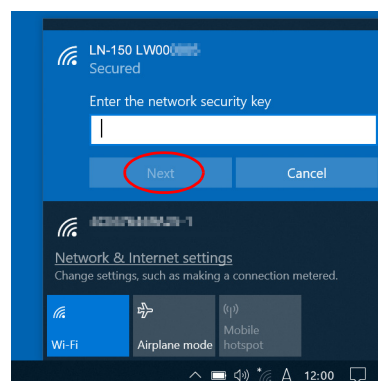 LN-150 LW00
Secured
Enter the network security key
Next
Cancel
Network & Internet settings
Change settings, such as making a connection metered.
Wi-Fi
Airplane mode
Mobile
hotspot
A 12:00